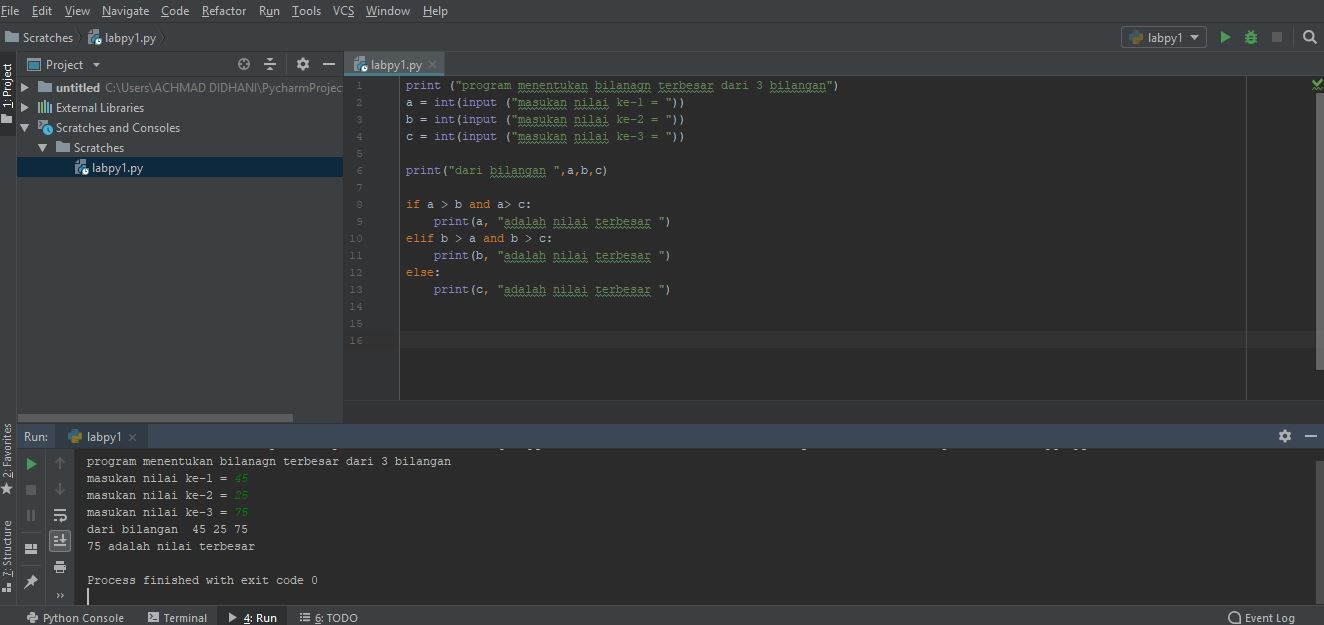 File Edit View Navigate Code Refactor Run Tools VCS Window Help
Scratches labpy1.py labpy1
1: Project
Project
labpy1.py
untitled C:\Users\ACHMAD DIDHANI\PycharmProjec
External Libraries
Scratches and Consoles
Scratches
labpy1.py
1 print ("program menentukan bilanagn terbesar dari 3 bilangan")
2 a = int(input ("masukan nilai ke-1 = "))
3 b = int(input ("masukan nilai ke-2 = "))
4 c = int(input ("masukan nilai ke-3 = "))
5
6 print("dari bilangan ",a,b,c)
7
8 if a > b and a> c:
9     print(a, "adalah nilai terbesar ")
10 elif b > a and b > c:
11     print(b, "adalah nilai terbesar ")
12 else:
13     print(c, "adalah nilai terbesar ")
14
15
16
2: Favorites
7: Structure
Run: labpy1
program menentukan bilanagn terbesar dari 3 bilangan
masukan nilai ke-1 = 45
masukan nilai ke-2 = 25
masukan nilai ke-3 = 75
dari bilangan  45 25 75
75 adalah nilai terbesar
Process finished with exit code 0
Python Console Terminal 4: Run 6: TODO Event Log